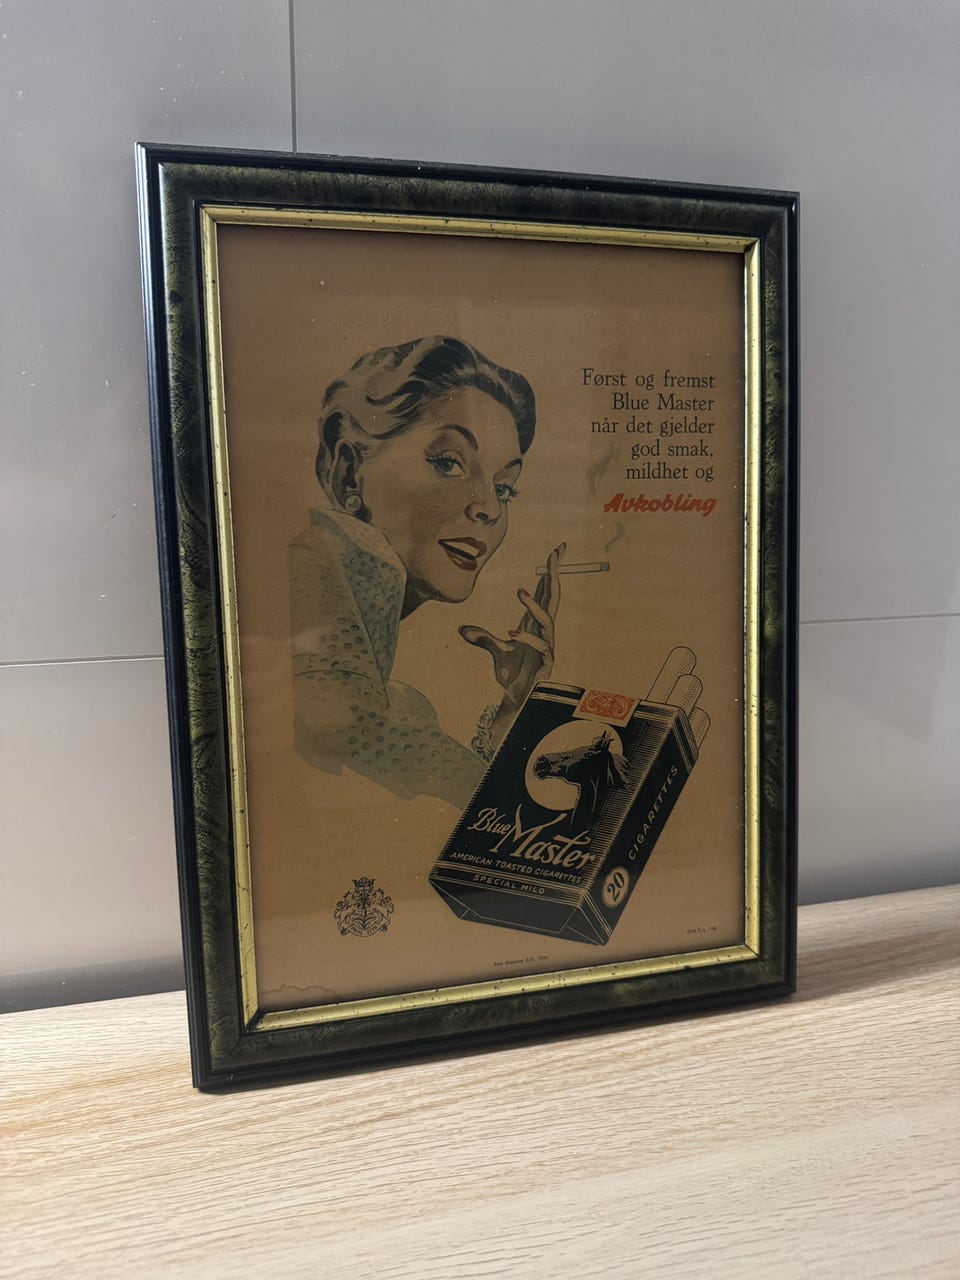 Først og fremst
Blue Master
når det gjelder
god smak,
mildhet og
Avkobling
Blue Master
AMERICAN TOASTED CIGARETTES
SPECIAL MILD
20
CIGARETTES